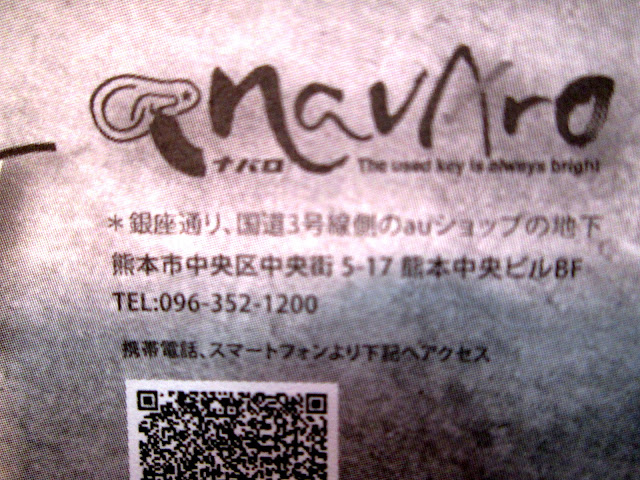 navaro
ナバロ The used key is always bright
＊銀座通り、国道3号線側のauショップの地下
熊本市中央区中央街 5-17 熊本中央ビルBF
TEL:096-352-1200
携帯電話、スマートフォンより下記へアクセス